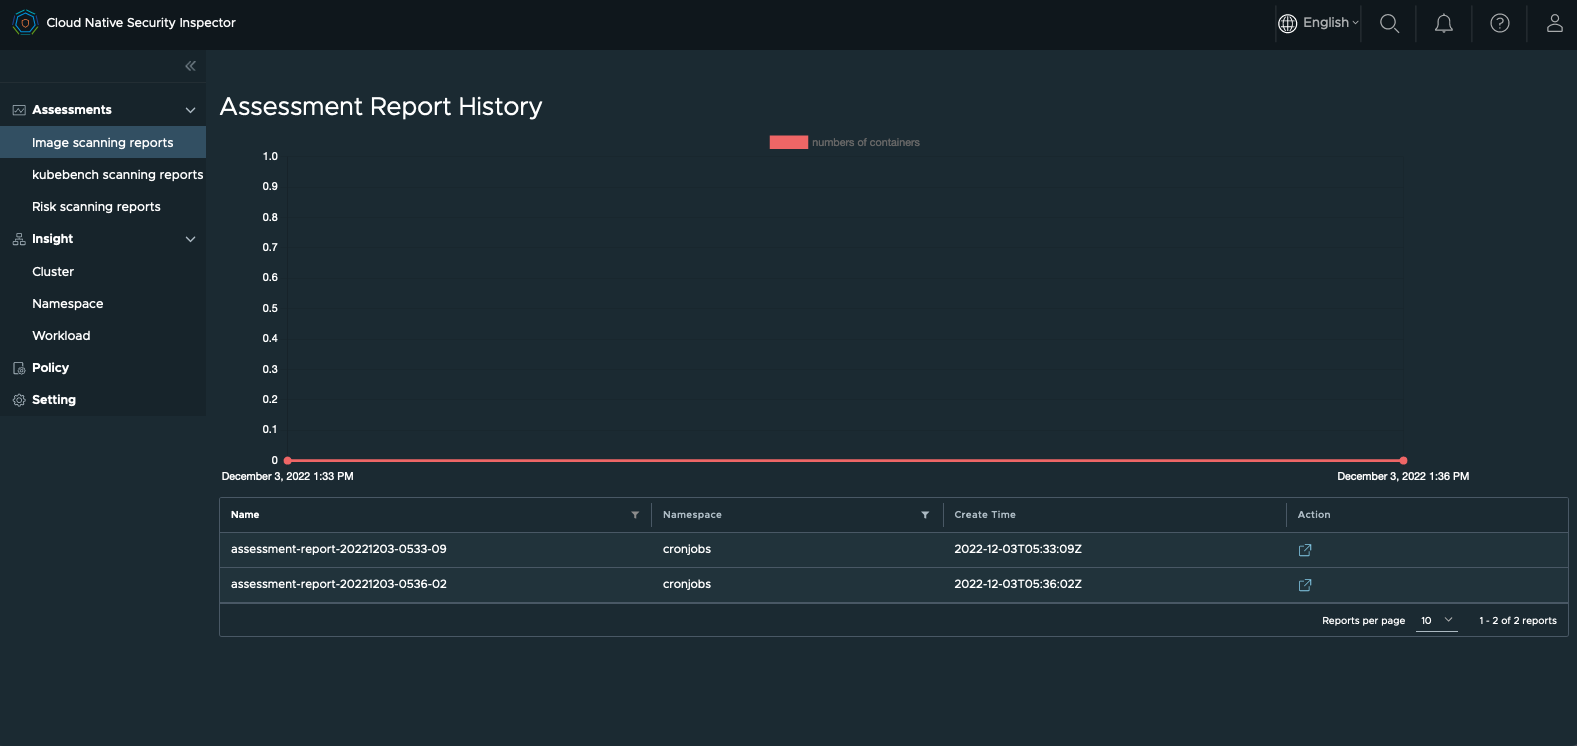 Cloud Native Security Inspector
English
Assessments
Image scanning reports
kubebench scanning reports
Risk scanning reports
Insight
Cluster
Namespace
Workload
Policy
Setting
Assessment Report History
numbers of containers
1.0
0.9
0.8
0.7
0.6
0.5
0.4
0.3
0.2
0.1
0
December 3, 2022 1:33 PM December 3, 2022 1:36 PM
Name Namespace Create Time Action
assessment-report-20221203-0533-09 cronjobs 2022-12-03T05:33:09Z
assessment-report-20221203-0536-02 cronjobs 2022-12-03T05:36:02Z
Reports per page 10 1 - 2 of 2 reports